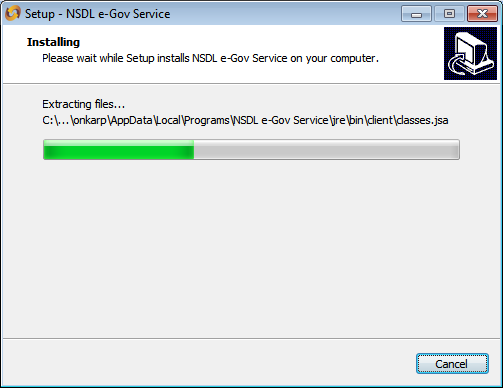 Setup - NSDL e-Gov Service
Installing
Please wait while Setup installs NSDL e-Gov Service on your computer.
Extracting files...
C:\...\onkarp\AppData\Local\Programs\NSDL e-Gov Service\jre\bin\client\classes.jsa
Cancel